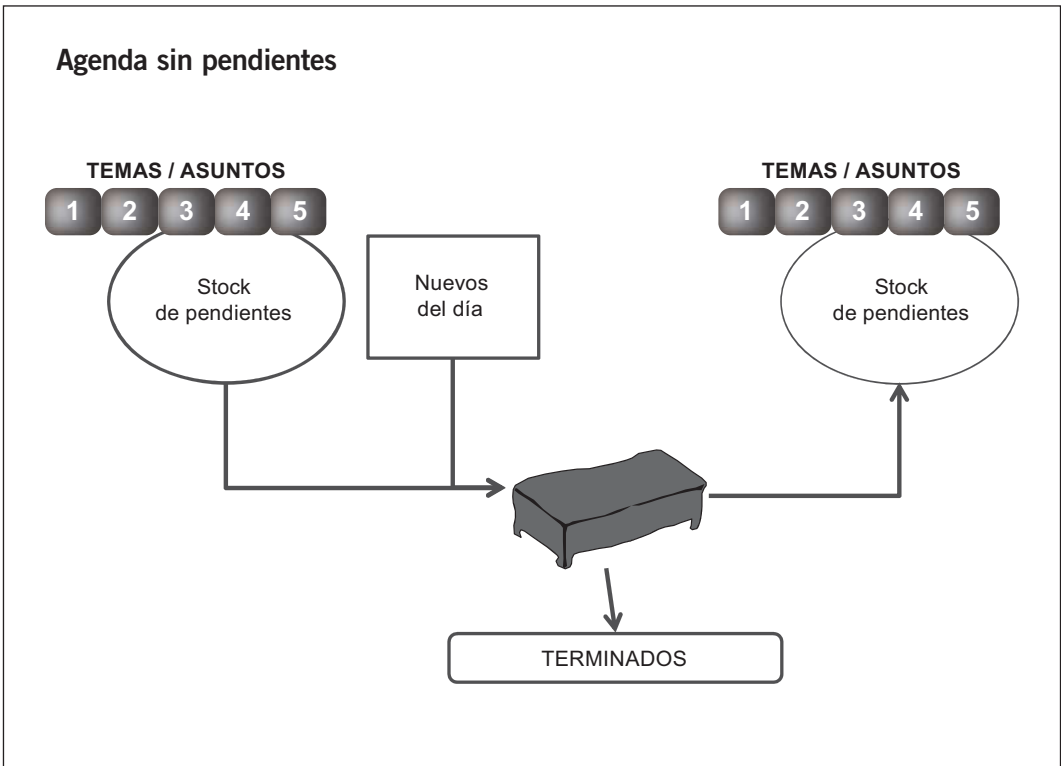 Agenda sin pendientes
TEMAS / ASUNTOS
1 2 3 4 5
Stock
de pendientes
Nuevos
del día
TEMAS / ASUNTOS
1 2 3 4 5
Stock
de pendientes
TERMINADOS